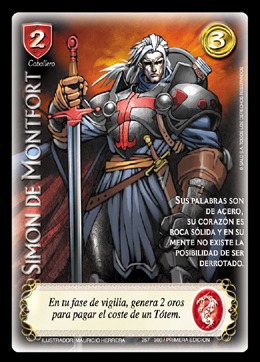 2
Caballero
3
SIMON DE MONTFORT
SUS PALABRAS SON
DE ACERO,
SU CORAZÓN ES
ROCA SÓLIDA Y EN SU
MENTE NO EXISTE LA
POSIBILIDAD DE SER
DERROTADO.
En tu fase de vigilia, genera 2 oros
para pagar el coste de un Tótem.
ILUSTRADOR: MAURICIO HERRERA
PRIMERA EDICION